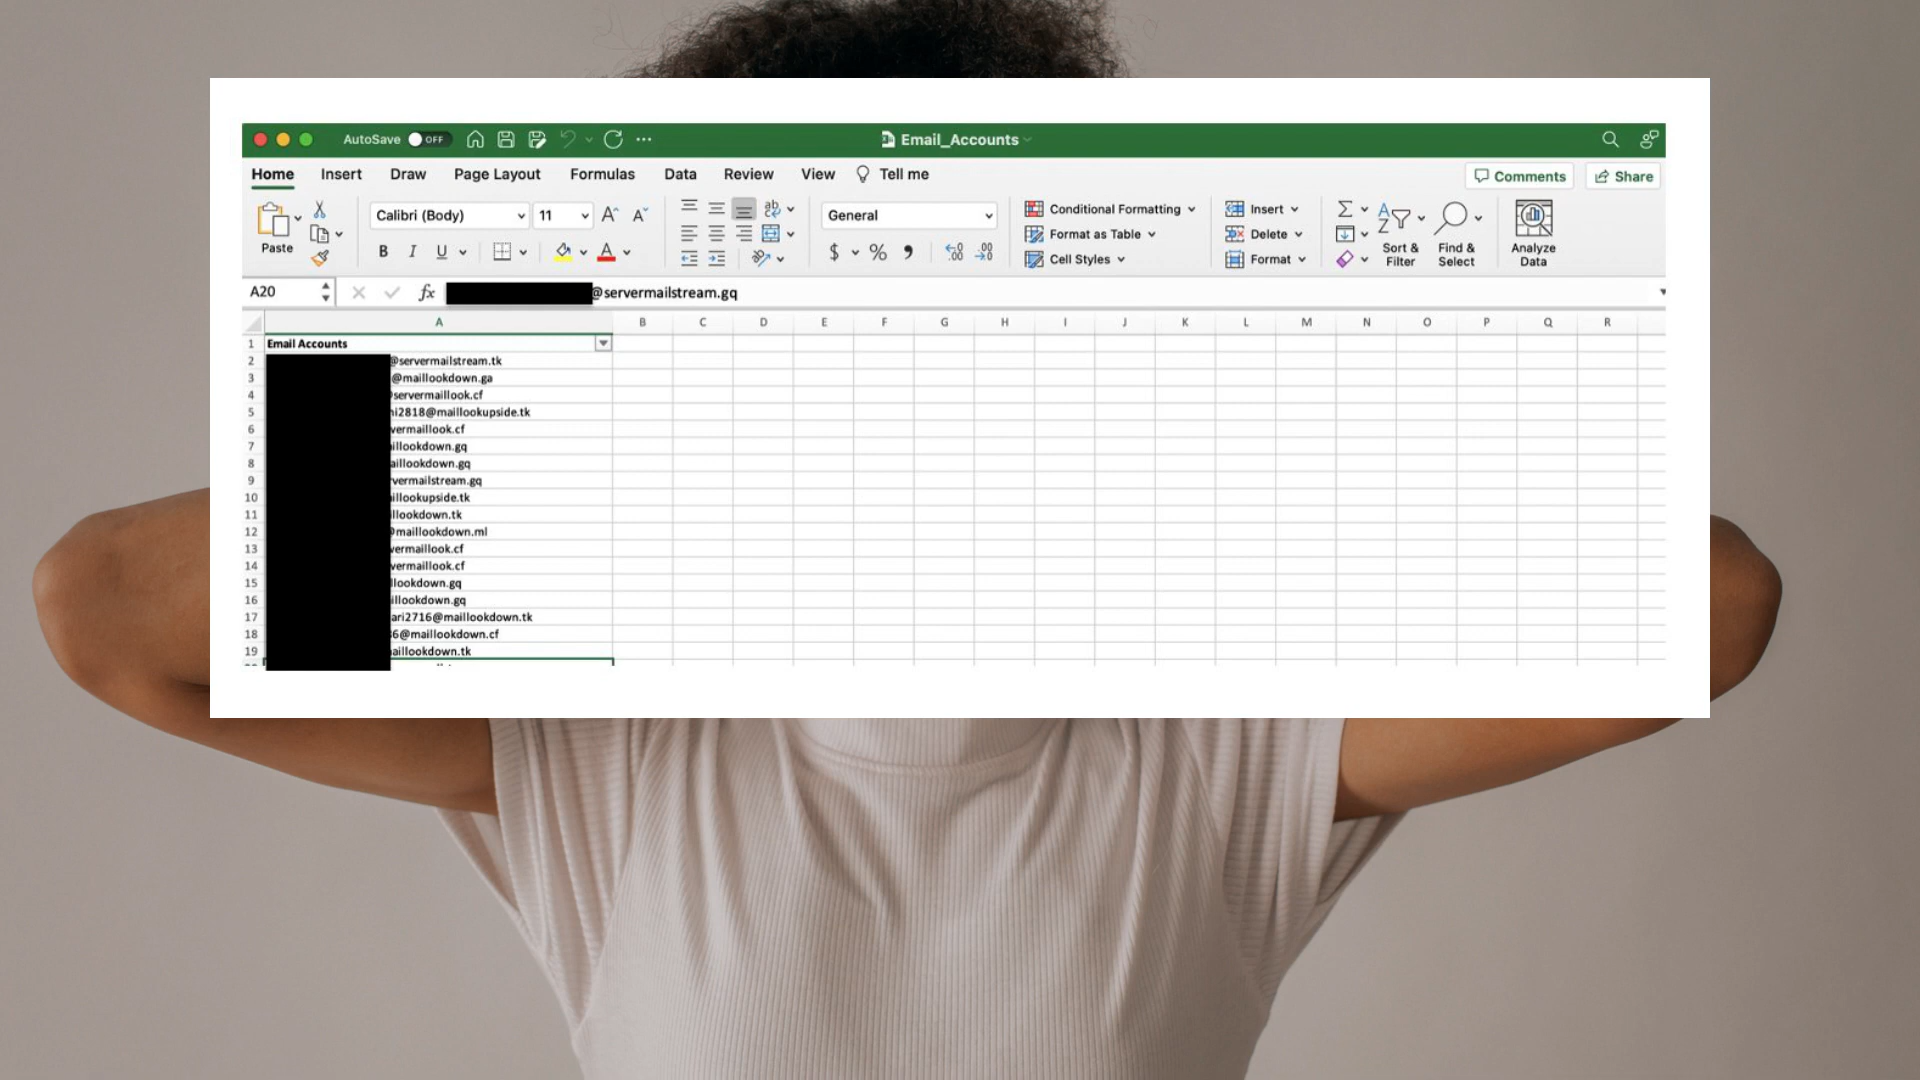 AutoSave OFF Email_Accounts
Home Insert Draw Page Layout Formulas Data Review View Tell me Comments Share
Paste Calibri (Body) 11 General Conditional Formatting Insert
Format as Table Delete
B I U $ % Cell Styles Format Sort & Filter Find & Select Analyze Data
A20 fx @servermailstream.gq
A B C D E F G H I J K L M N O P Q R
1 Email Accounts
2 @servermailstream.tk
3 @maillookdown.ga
4 servermaillook.cf
5 i2818@maillookupside.tk
6 vermaillook.cf
7 illookdown.gq
8 aillookdown.gq
9 vermailstream.gq
10 illookupside.tk
11 llookdown.tk
12 @maillookdown.ml
13 vermaillook.cf
14 vermaillook.cf
15 llookdown.gq
16 illookdown.gq
17 ari2716@maillookdown.tk
18 6@maillookdown.cf
19 aillookdown.tk